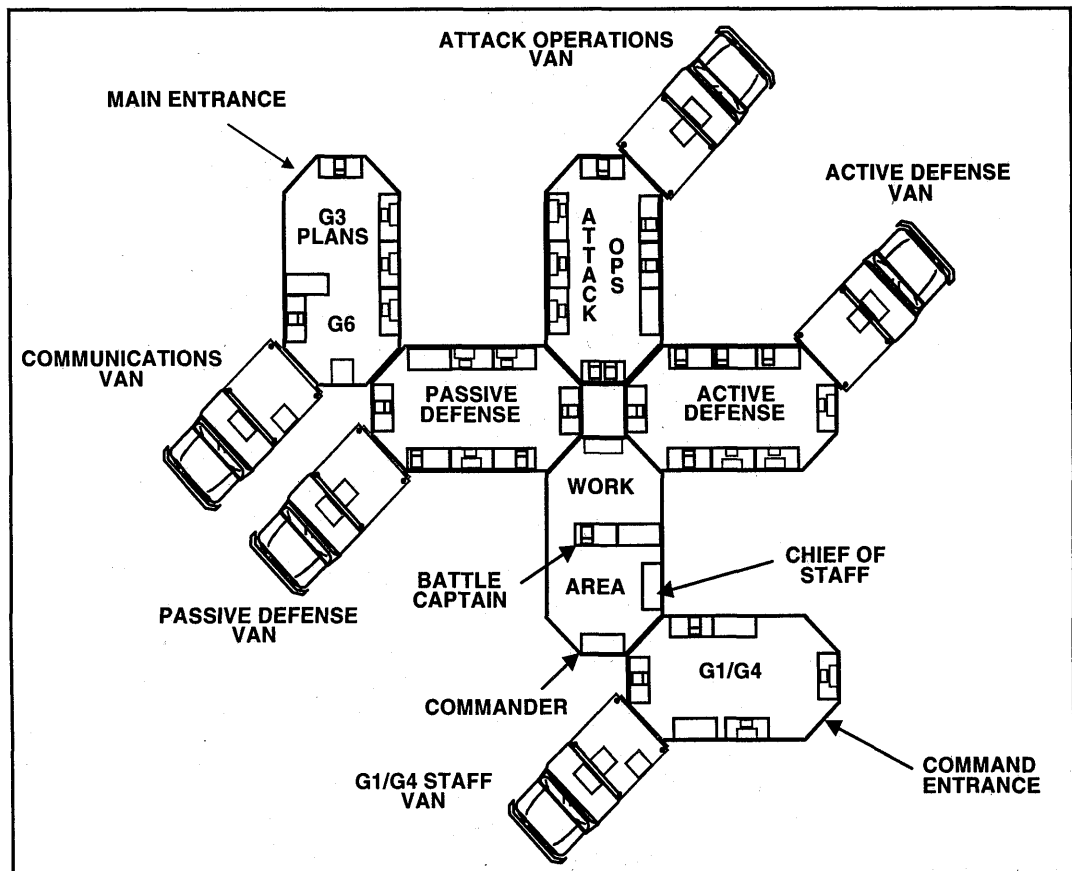 ATTACK OPERATIONS
VAN
MAIN ENTRANCE
ACTIVE DEFENSE
VAN
G3
PLANS
ATTACK
OPS
G6
COMMUNICATIONS
VAN
PASSIVE
DEFENSE
ACTIVE
DEFENSE
WORK
BATTLE
CAPTAIN
AREA
CHIEF OF
STAFF
PASSIVE DEFENSE
VAN
COMMANDER
G1/G4
G1/G4 STAFF
VAN
COMMAND
ENTRANCE